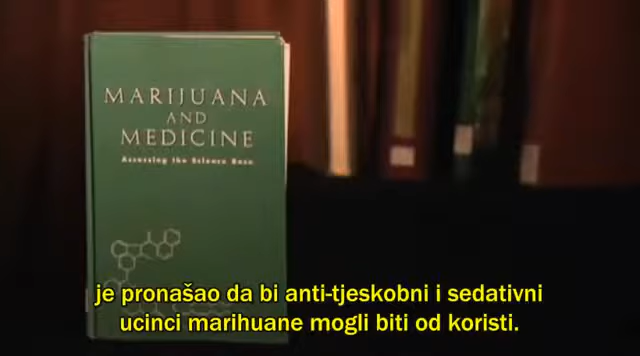 MARIJUANA
AND
MEDICINE
Assessing the Science Base
je pronašao da bi anti-tjeskobni i sedativni
ucinci marihuane mogli biti od koristi.